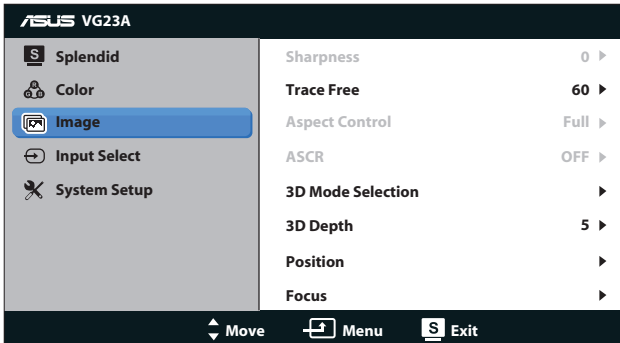 ASUS VG23A
S Splendid
Color
Image
Input Select
System Setup
Sharpness 0
Trace Free 60
Aspect Control Full
ASCR OFF
3D Mode Selection
3D Depth 5
Position
Focus
Move Menu S Exit